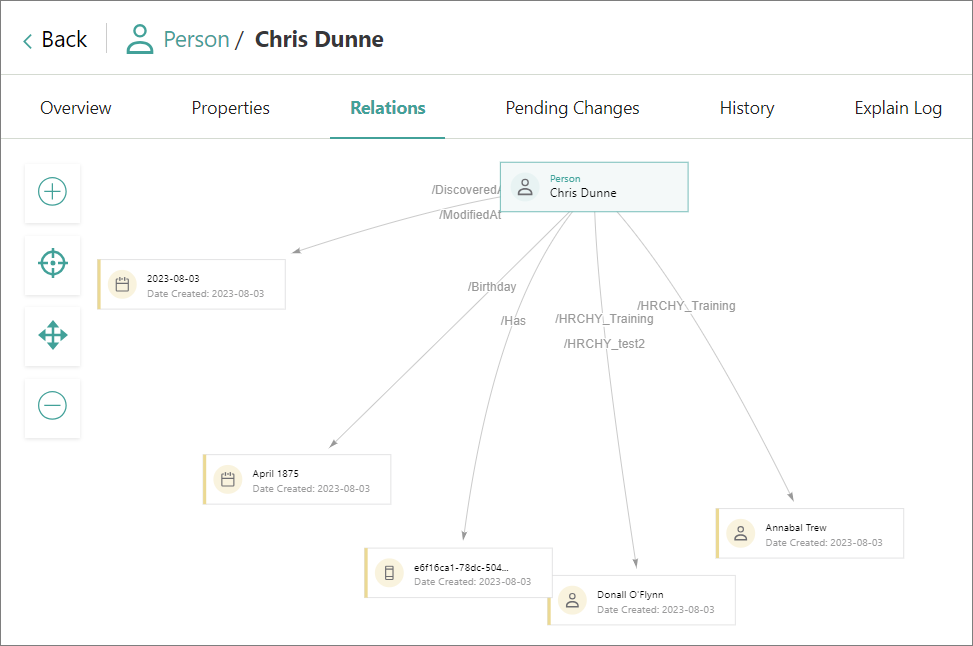 Back
Person / Chris Dunne
Overview
Properties
Relations
Pending Changes
History
Explain Log
Person
Chris Dunne
/Discovered/
/ModifiedAt
2023-08-03
Date Created: 2023-08-03
/Birthday
/Has
/HRCHY_Training
/HRCHY_Training
/HRCHY_test2
April 1875
Date Created: 2023-08-03
Annabal Trew
Date Created: 2023-08-03
e6f16ca1-78dc-504...
Date Created: 2023-08-03
Donall O'Flynn
Date Created: 2023-08-03